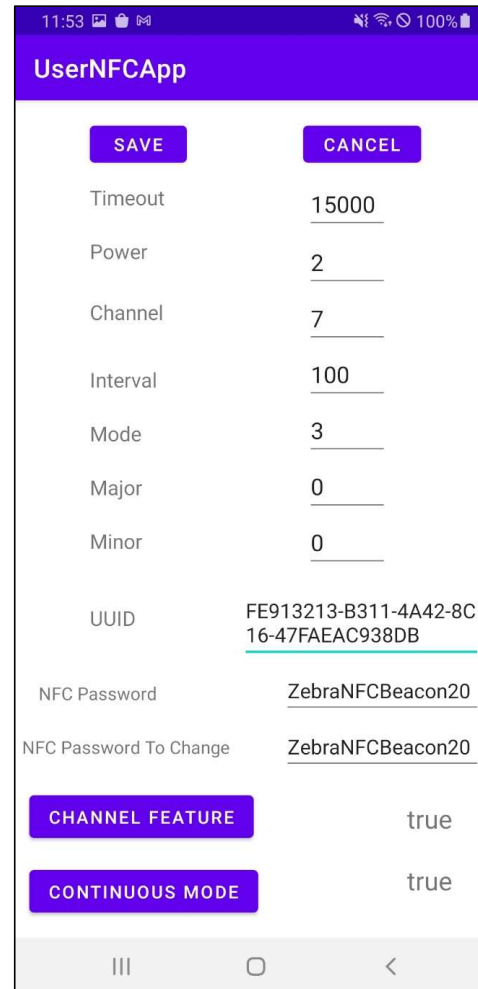 11:53 100%
UserNFCApp
SAVE CANCEL
Timeout 15000
Power 2
Channel 7
Interval 100
Mode 3
Major 0
Minor 0
UUID FE913213-B311-4A42-8C
16-47FAEAC938DB
NFC Password ZebraNFCBeacon20
NFC Password To Change ZebraNFCBeacon20
CHANNEL FEATURE true
CONTINUOUS MODE true